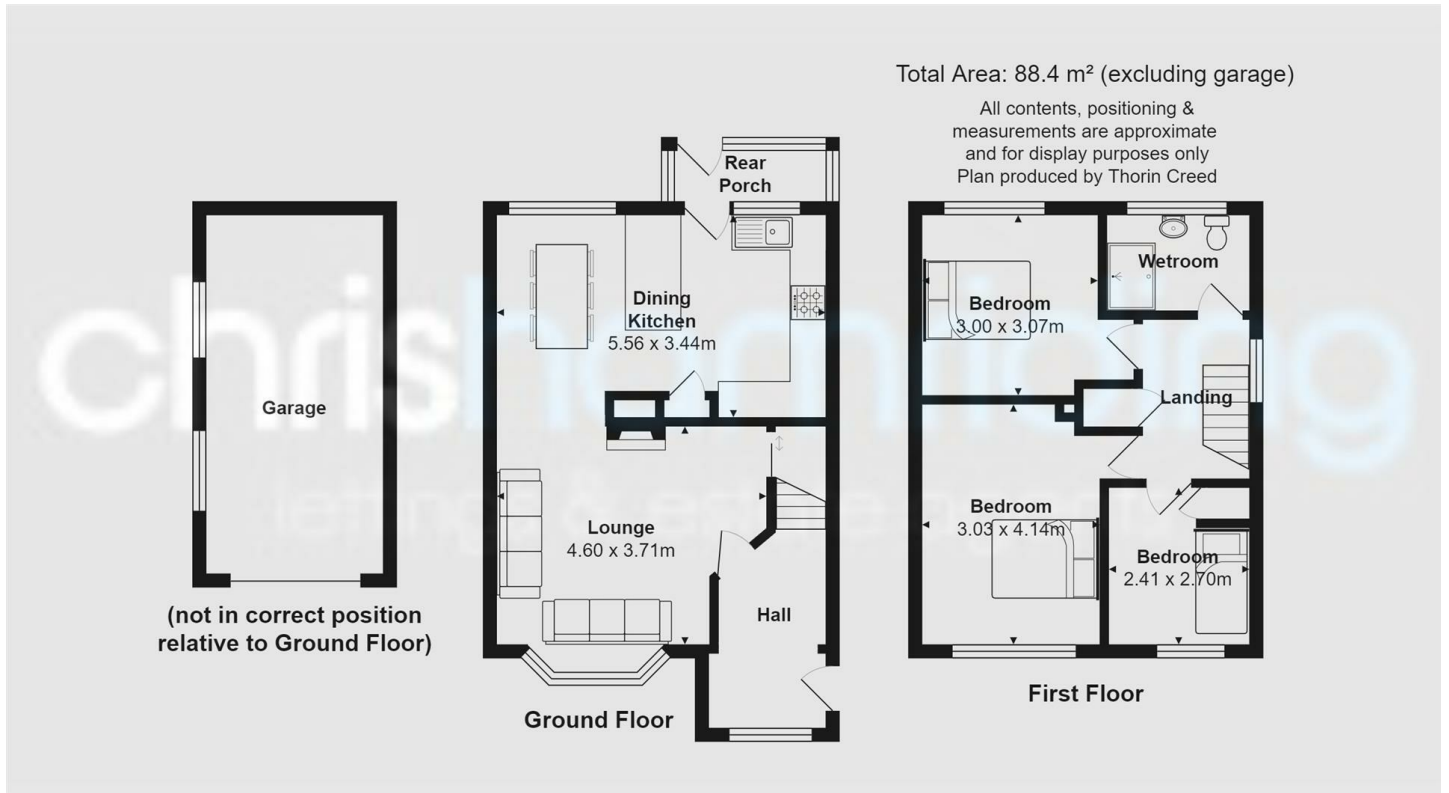 Total Area: 88.4 m² (excluding garage)
All contents, positioning &
measurements are approximate
and for display purposes only
Plan produced by Thorin Creed
Rear
Porch
Dining
Kitchen
5.56 x 3.44m
Garage
Lounge
4.60 x 3.71m
Hall
(not in correct position
relative to Ground Floor)
Ground Floor
Wetroom
Bedroom
3.00 x 3.07m
Landing
Bedroom
3.03 x 4.14m
Bedroom
2.41 x 2.70m
First Floor
lettings & estate agents